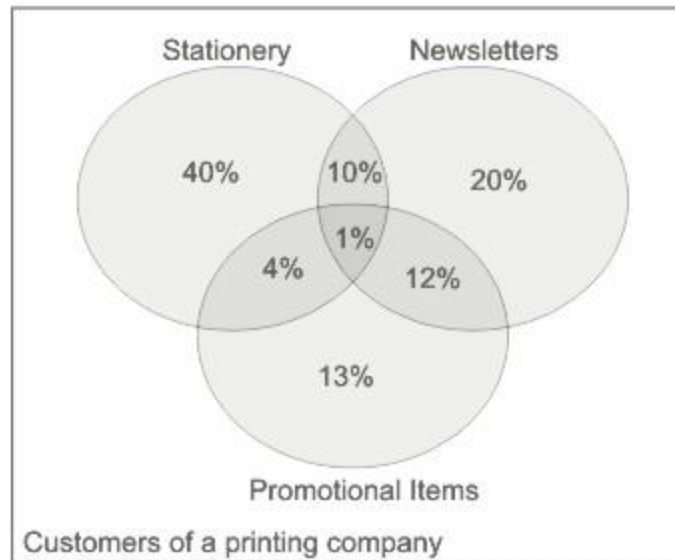 Stationery Newsletters
40% 10% 20%
1%
4% 12%
13%
Promotional Items
Customers of a printing company